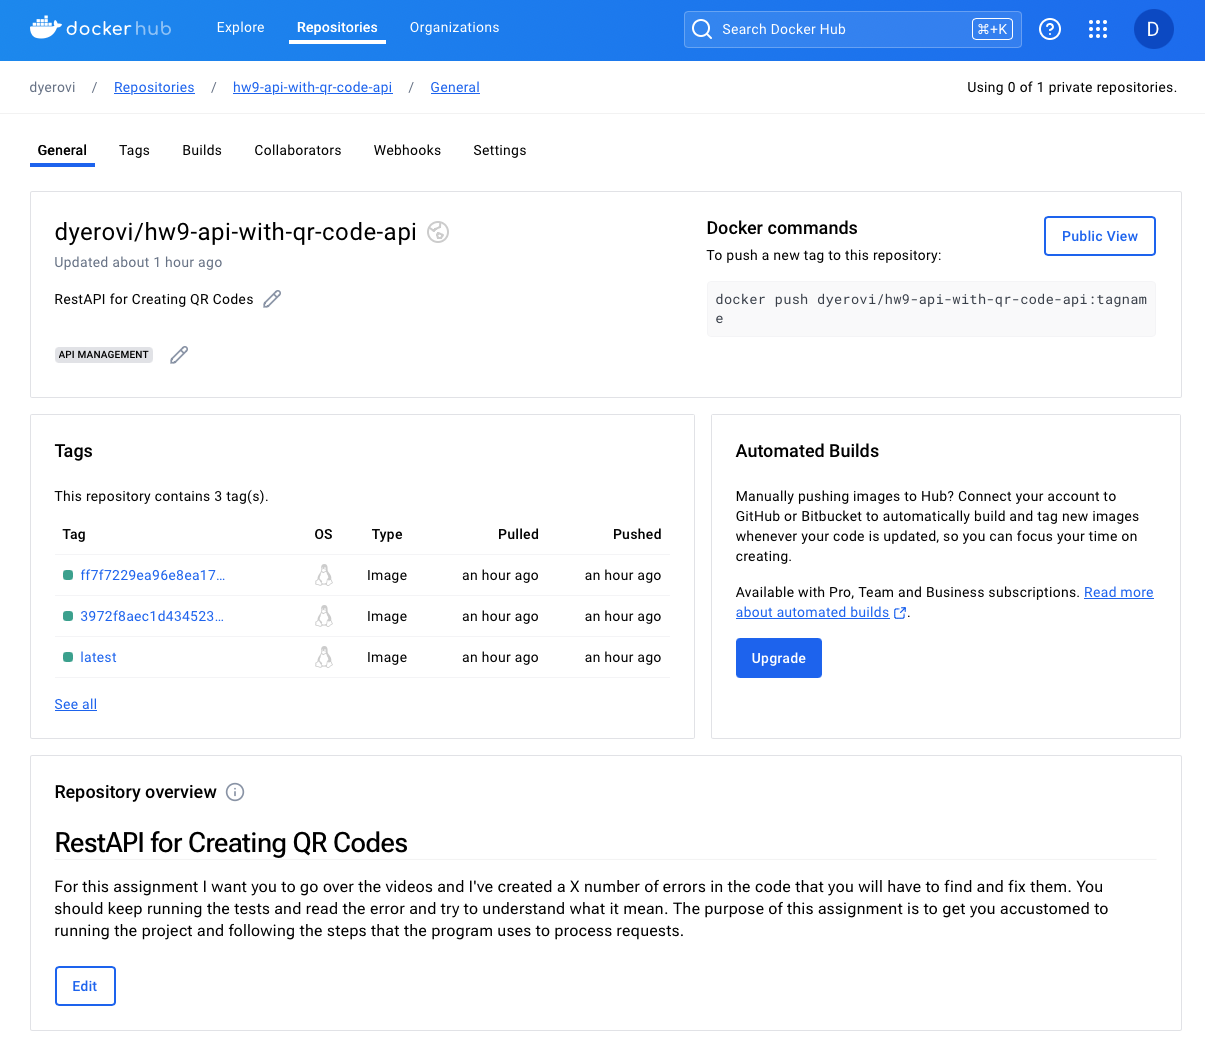 docker hub
Explore
Repositories
Organizations
Search Docker Hub
⌘+K
D
dyerovi / Repositories / hw9-api-with-qr-code-api / General
Using 0 of 1 private repositories.
General
Tags
Builds
Collaborators
Webhooks
Settings
dyerovi/hw9-api-with-qr-code-api
Updated about 1 hour ago
RestAPI for Creating QR Codes
API MANAGEMENT
Docker commands
To push a new tag to this repository:
Public View
docker push dyerovi/hw9-api-with-qr-code-api:tagnam
e
Tags
This repository contains 3 tag(s).
Tag OS Type Pulled Pushed
ff7f7229ea96e8ea17… Image an hour ago an hour ago
3972f8aec1d434523… Image an hour ago an hour ago
latest Image an hour ago an hour ago
See all
Automated Builds
Manually pushing images to Hub? Connect your account to
GitHub or Bitbucket to automatically build and tag new images
whenever your code is updated, so you can focus your time on
creating.
Available with Pro, Team and Business subscriptions. Read more
about automated builds.
Upgrade
Repository overview
RestAPI for Creating QR Codes
For this assignment I want you to go over the videos and I've created a X number of errors in the code that you will have to find and fix them. You
should keep running the tests and read the error and try to understand what it mean. The purpose of this assignment is to get you accustomed to
running the project and following the steps that the program uses to process requests.
Edit